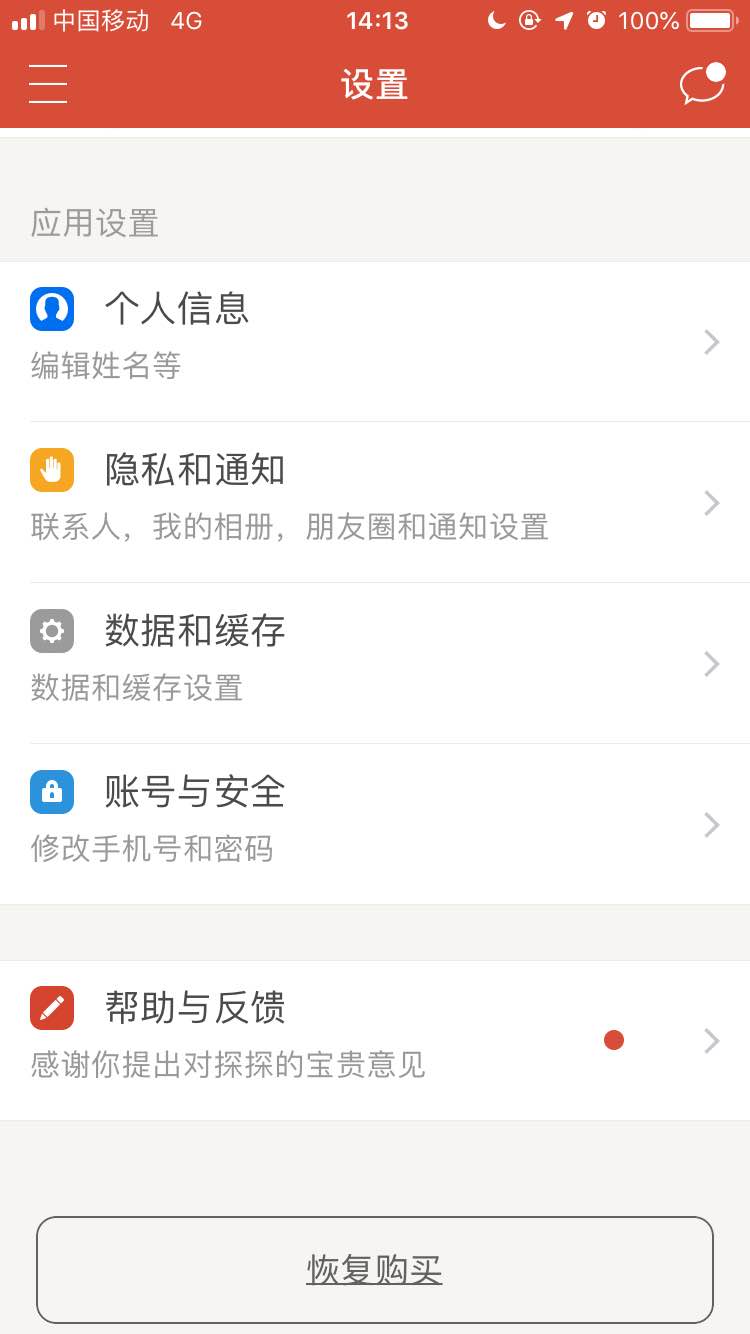 中国移动 4G 14:13 100%
设置
应用设置
个人信息
编辑姓名等
隐私和通知
联系人，我的相册，朋友圈和通知设置
数据和缓存
数据和缓存设置
账号与安全
修改手机号和密码
帮助与反馈
感谢你提出对探探的宝贵意见
恢复购买